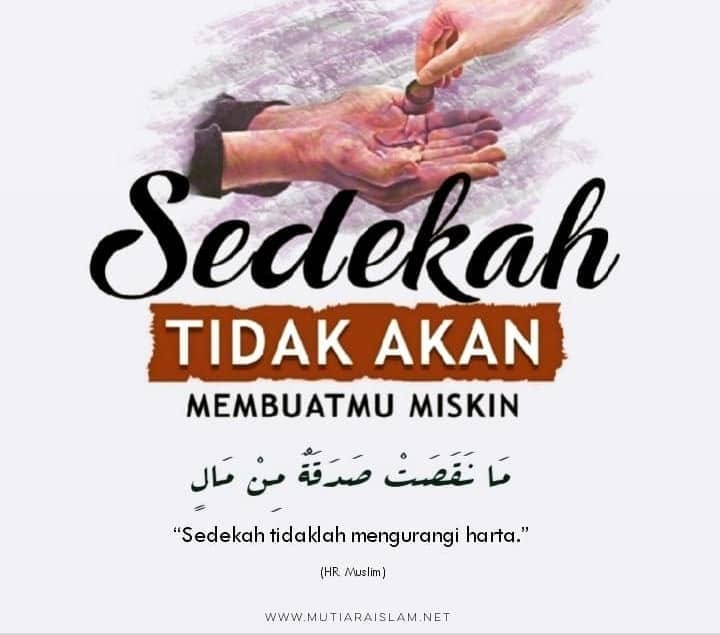 Sedekah
TIDAK AKAN
MEMBUATMU MISKIN
مَا نَقَصَتْ صَدَقَةٌ مِنْ مَالٍ
“Sedekah tidaklah mengurangi harta.”
(HR. Muslim)
WWW.MUTIARAISLAM.NET